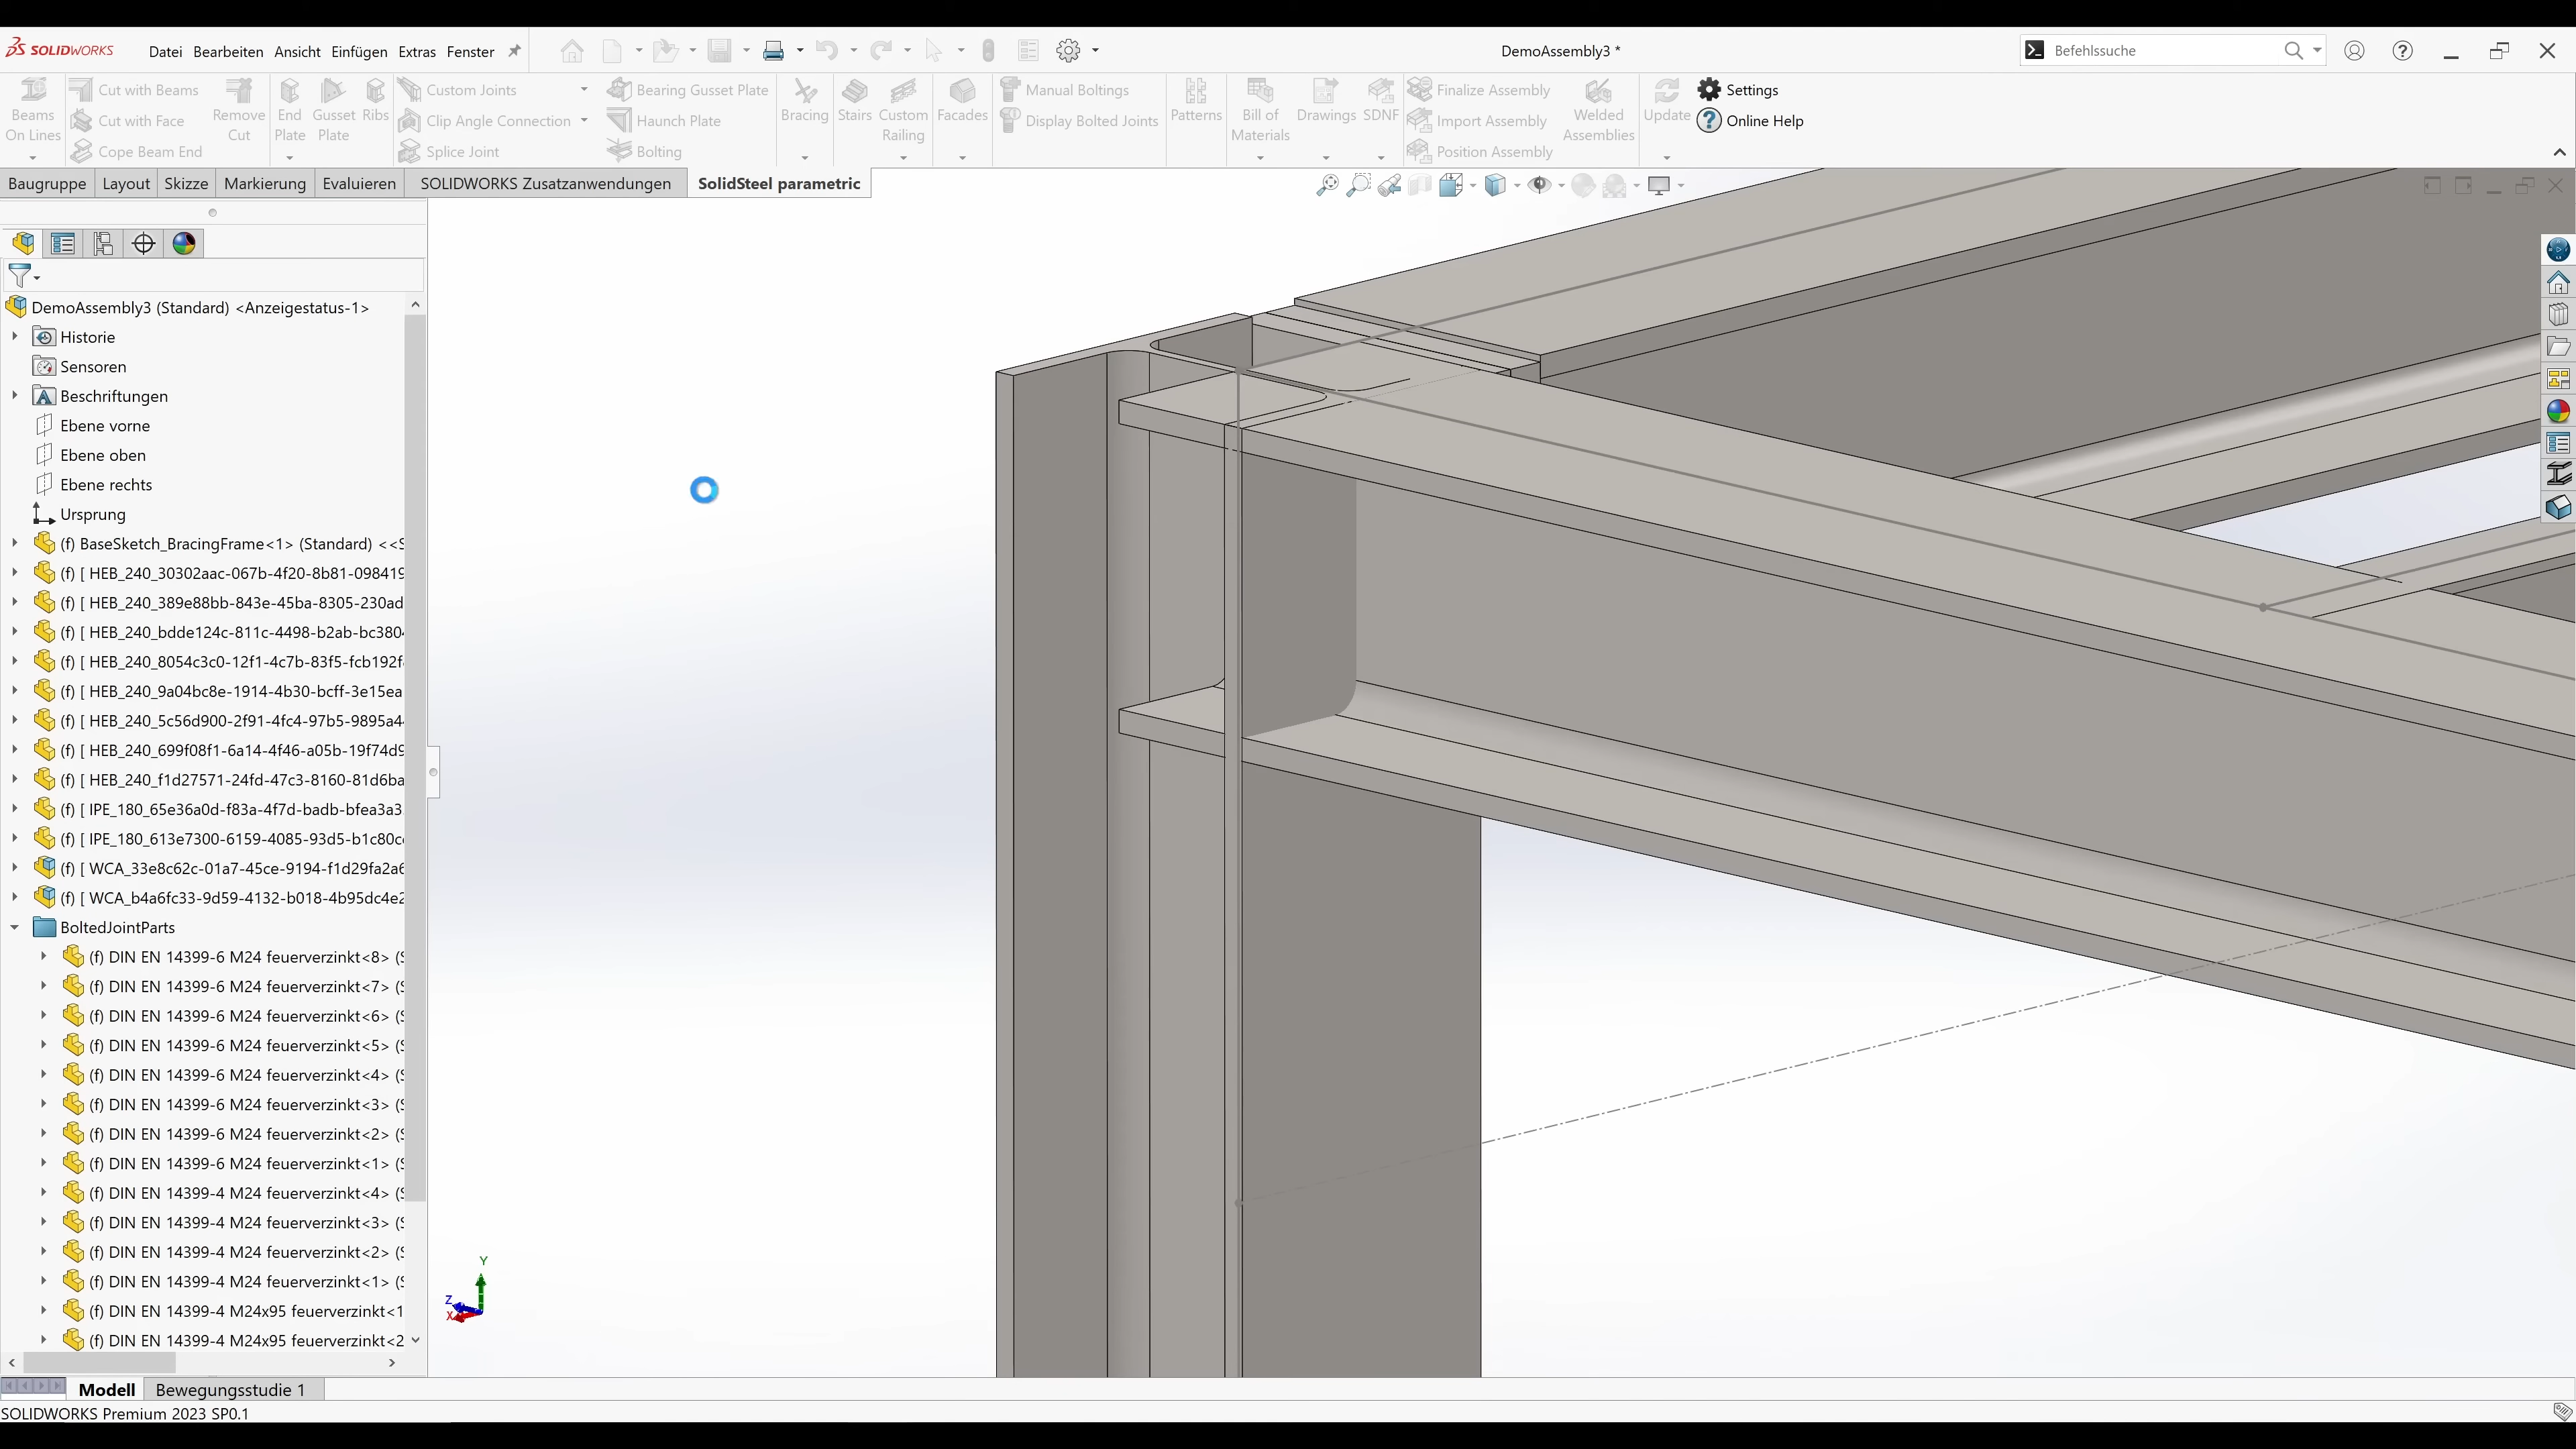 SOLIDWORKS
Datei Bearbeiten Ansicht Einfügen Extras Fenster
DemoAssembly3 *
Befehlssuche
Beams On Lines
Cut with Beams
Cut with Face
Cope Beam End
Remove Cut
End Plate
Gusset Plate
Ribs
Custom Joints
Clip Angle Connection
Splice Joint
Bearing Gusset Plate
Haunch Plate
Bolting
Bracing
Stairs
Custom Railing
Facades
Manual Boltings
Display Bolted Joints
Patterns
Bill of Materials
Drawings
SDNF
Finalize Assembly
Import Assembly
Position Assembly
Welded Assemblies
Update
Settings
Online Help
Baugruppe Layout Skizze Markierung Evaluieren SOLIDWORKS Zusatzanwendungen SolidSteel parametric
DemoAssembly3 (Standard) <Anzeigestatus-1>
Historie
Sensoren
Beschriftungen
Ebene vorne
Ebene oben
Ebene rechts
Ursprung
(f) BaseSketch_BracingFrame<1> (Standard) <<S
(f) [ HEB_240_30302aac-067b-4f20-8b81-098419
(f) [ HEB_240_389e88bb-843e-45ba-8305-230ad
(f) [ HEB_240_bdde124c-811c-4498-b2ab-bc380
(f) [ HEB_240_8054c3c0-12f1-4c7b-83f5-fcb192f
(f) [ HEB_240_9a04bc8e-1914-4b30-bcff-3e15ea
(f) [ HEB_240_5c56d900-2f91-4fc4-97b5-9895a4
(f) [ HEB_240_699f08f1-6a14-4f46-a05b-19f74d9
(f) [ HEB_240_f1d27571-24fd-47c3-8160-81d6ba
(f) [ IPE_180_65e36a0d-f83a-4f7d-badb-bfea3a3
(f) [ IPE_180_613e7300-6159-4085-93d5-b1c80c
(f) [ WCA_33e8c62c-01a7-45ce-9194-f1d29fa2a6
(f) [ WCA_b4a6fc33-9d59-4132-b018-4b95dc4e2
BoltedJointParts
(f) DIN EN 14399-6 M24 feuerverzinkt<8> (S
(f) DIN EN 14399-6 M24 feuerverzinkt<7> (S
(f) DIN EN 14399-6 M24 feuerverzinkt<6> (S
(f) DIN EN 14399-6 M24 feuerverzinkt<5> (S
(f) DIN EN 14399-6 M24 feuerverzinkt<4> (S
(f) DIN EN 14399-6 M24 feuerverzinkt<3> (S
(f) DIN EN 14399-6 M24 feuerverzinkt<2> (S
(f) DIN EN 14399-6 M24 feuerverzinkt<1> (S
(f) DIN EN 14399-4 M24 feuerverzinkt<4> (S
(f) DIN EN 14399-4 M24 feuerverzinkt<3> (S
(f) DIN EN 14399-4 M24 feuerverzinkt<2> (S
(f) DIN EN 14399-4 M24 feuerverzinkt<1> (S
(f) DIN EN 14399-4 M24x95 feuerverzinkt<1
(f) DIN EN 14399-4 M24x95 feuerverzinkt<2
Y
Z
X
Modell Bewegungsstudie 1
SOLIDWORKS Premium 2023 SP0.1